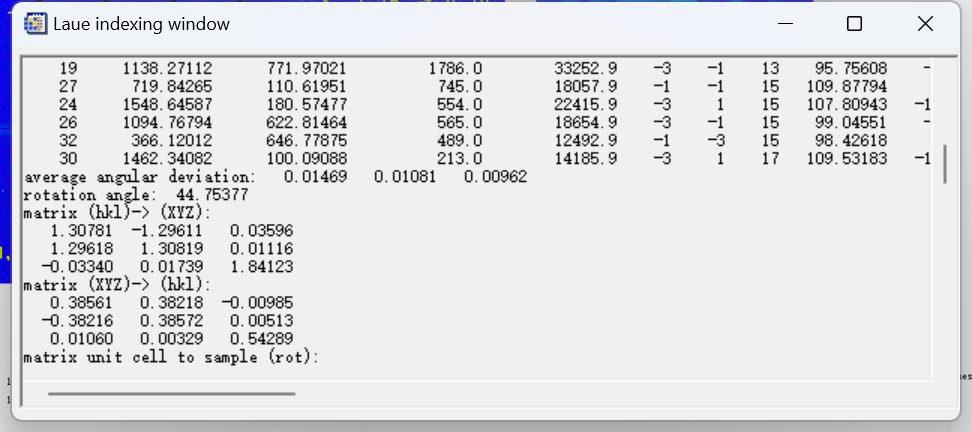 Laue indexing window
19 1138.27112 771.97021 1786.0 33252.9 -3 -1 13 95.75608 -
27 719.84265 110.61951 745.0 18057.9 -1 -1 15 109.87794
24 1548.64587 180.57477 554.0 22415.9 -3 1 15 107.80943 -1
26 1094.76794 622.81464 565.0 18654.9 -3 -1 15 99.04551 -
32 366.12012 646.77875 489.0 12492.9 -1 -3 15 98.42618
30 1462.34082 100.09088 213.0 14185.9 -3 1 17 109.53183 -1
average angular deviation: 0.01469 0.01081 0.00962
rotation angle: 44.75377
matrix (hkl)-> (XYZ):
1.30781 -1.29611 0.03596
1.29618 1.30819 0.01116
-0.03340 0.01739 1.84123
matrix (XYZ)-> (hkl):
0.38561 0.38218 -0.00985
-0.38216 0.38572 0.00513
0.01060 0.00329 0.54289
matrix unit cell to sample (rot):